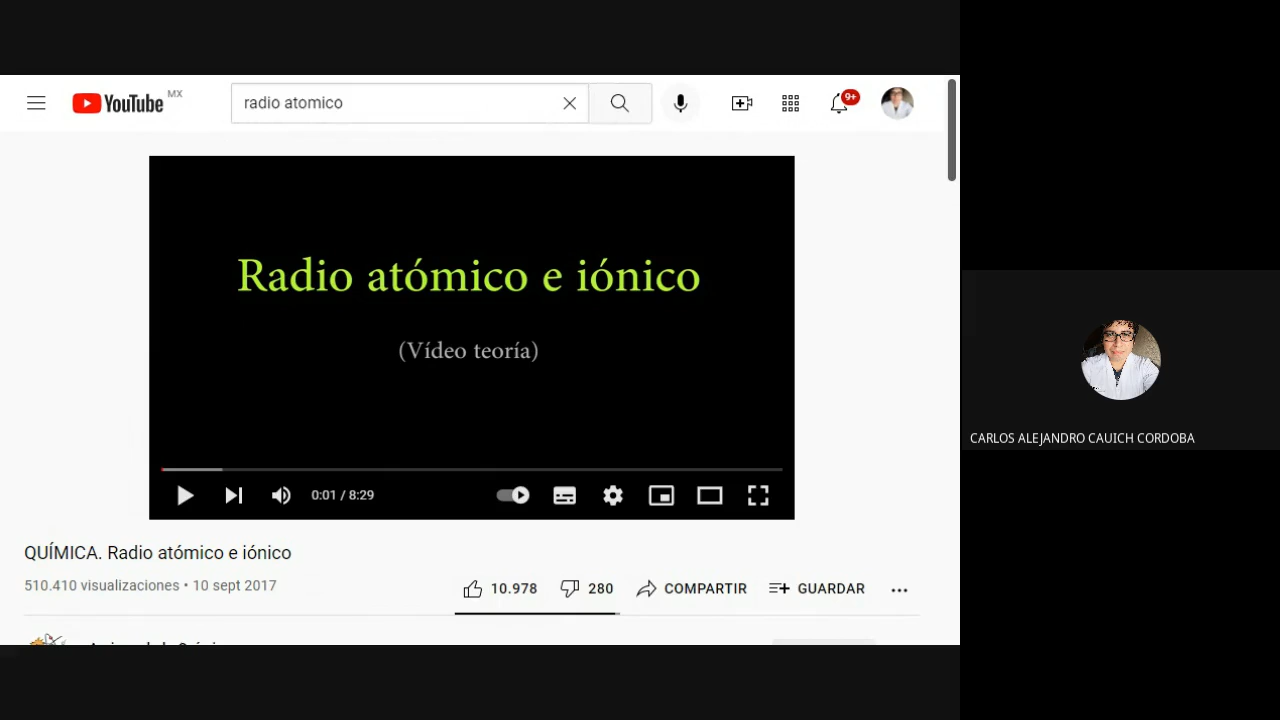 YouTube MX
radio atomico
9+
Radio atómico e iónico
(Vídeo teoría)
0:01 / 8:29
QUÍMICA. Radio atómico e iónico
510.410 visualizaciones • 10 sept 2017
10.978
280
COMPARTIR
GUARDAR
CARLOS ALEJANDRO CAUICH CORDOBA